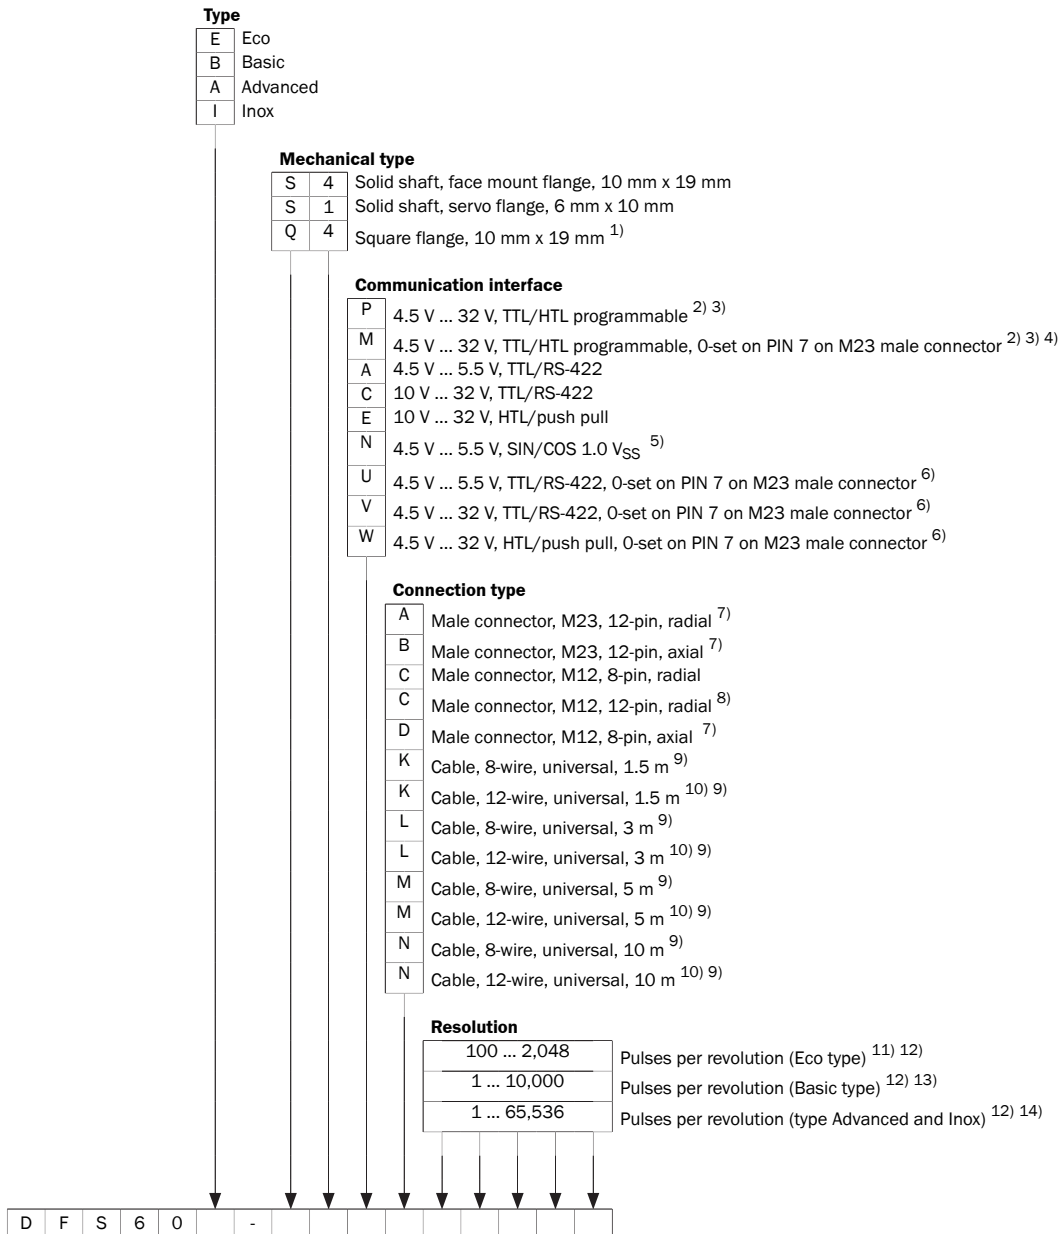 Type
E Eco
B Basic
A Advanced
I Inox
Mechanical type
S 4 Solid shaft, face mount flange, 10 mm x 19 mm
S 1 Solid shaft, servo flange, 6 mm x 10 mm
Q 4 Square flange, 10 mm x 19 mm 1)
Communication interface
P 4.5 V ... 32 V, TTL/HTL programmable 2) 3)
M 4.5 V ... 32 V, TTL/HTL programmable, 0-set on PIN 7 on M23 male connector 2) 3) 4)
A 4.5 V ... 5.5 V, TTL/RS-422
C 10 V ... 32 V, TTL/RS-422
E 10 V ... 32 V, HTL/push pull
N 4.5 V ... 5.5 V, SIN/COS 1.0 VSS 5)
U 4.5 V ... 5.5 V, TTL/RS-422, 0-set on PIN 7 on M23 male connector 6)
V 4.5 V ... 32 V, TTL/RS-422, 0-set on PIN 7 on M23 male connector 6)
W 4.5 V ... 32 V, HTL/push pull, 0-set on PIN 7 on M23 male connector 6)
Connection type
A Male connector, M23, 12-pin, radial 7)
B Male connector, M23, 12-pin, axial 7)
C Male connector, M12, 8-pin, radial
C Male connector, M12, 12-pin, radial 8)
D Male connector, M12, 8-pin, axial 7)
K Cable, 8-wire, universal, 1.5 m 9)
K Cable, 12-wire, universal, 1.5 m 10) 9)
L Cable, 8-wire, universal, 3 m 9)
L Cable, 12-wire, universal, 3 m 10) 9)
M Cable, 8-wire, universal, 5 m 9)
M Cable, 12-wire, universal, 5 m 10) 9)
N Cable, 8-wire, universal, 10 m 9)
N Cable, 12-wire, universal, 10 m 10) 9)
Resolution
100 ... 2,048 Pulses per revolution (Eco type) 11) 12)
1 ... 10,000 Pulses per revolution (Basic type) 12) 13)
1 ... 65,536 Pulses per revolution (type Advanced and Inox) 12) 14)
D F S 6 0 -